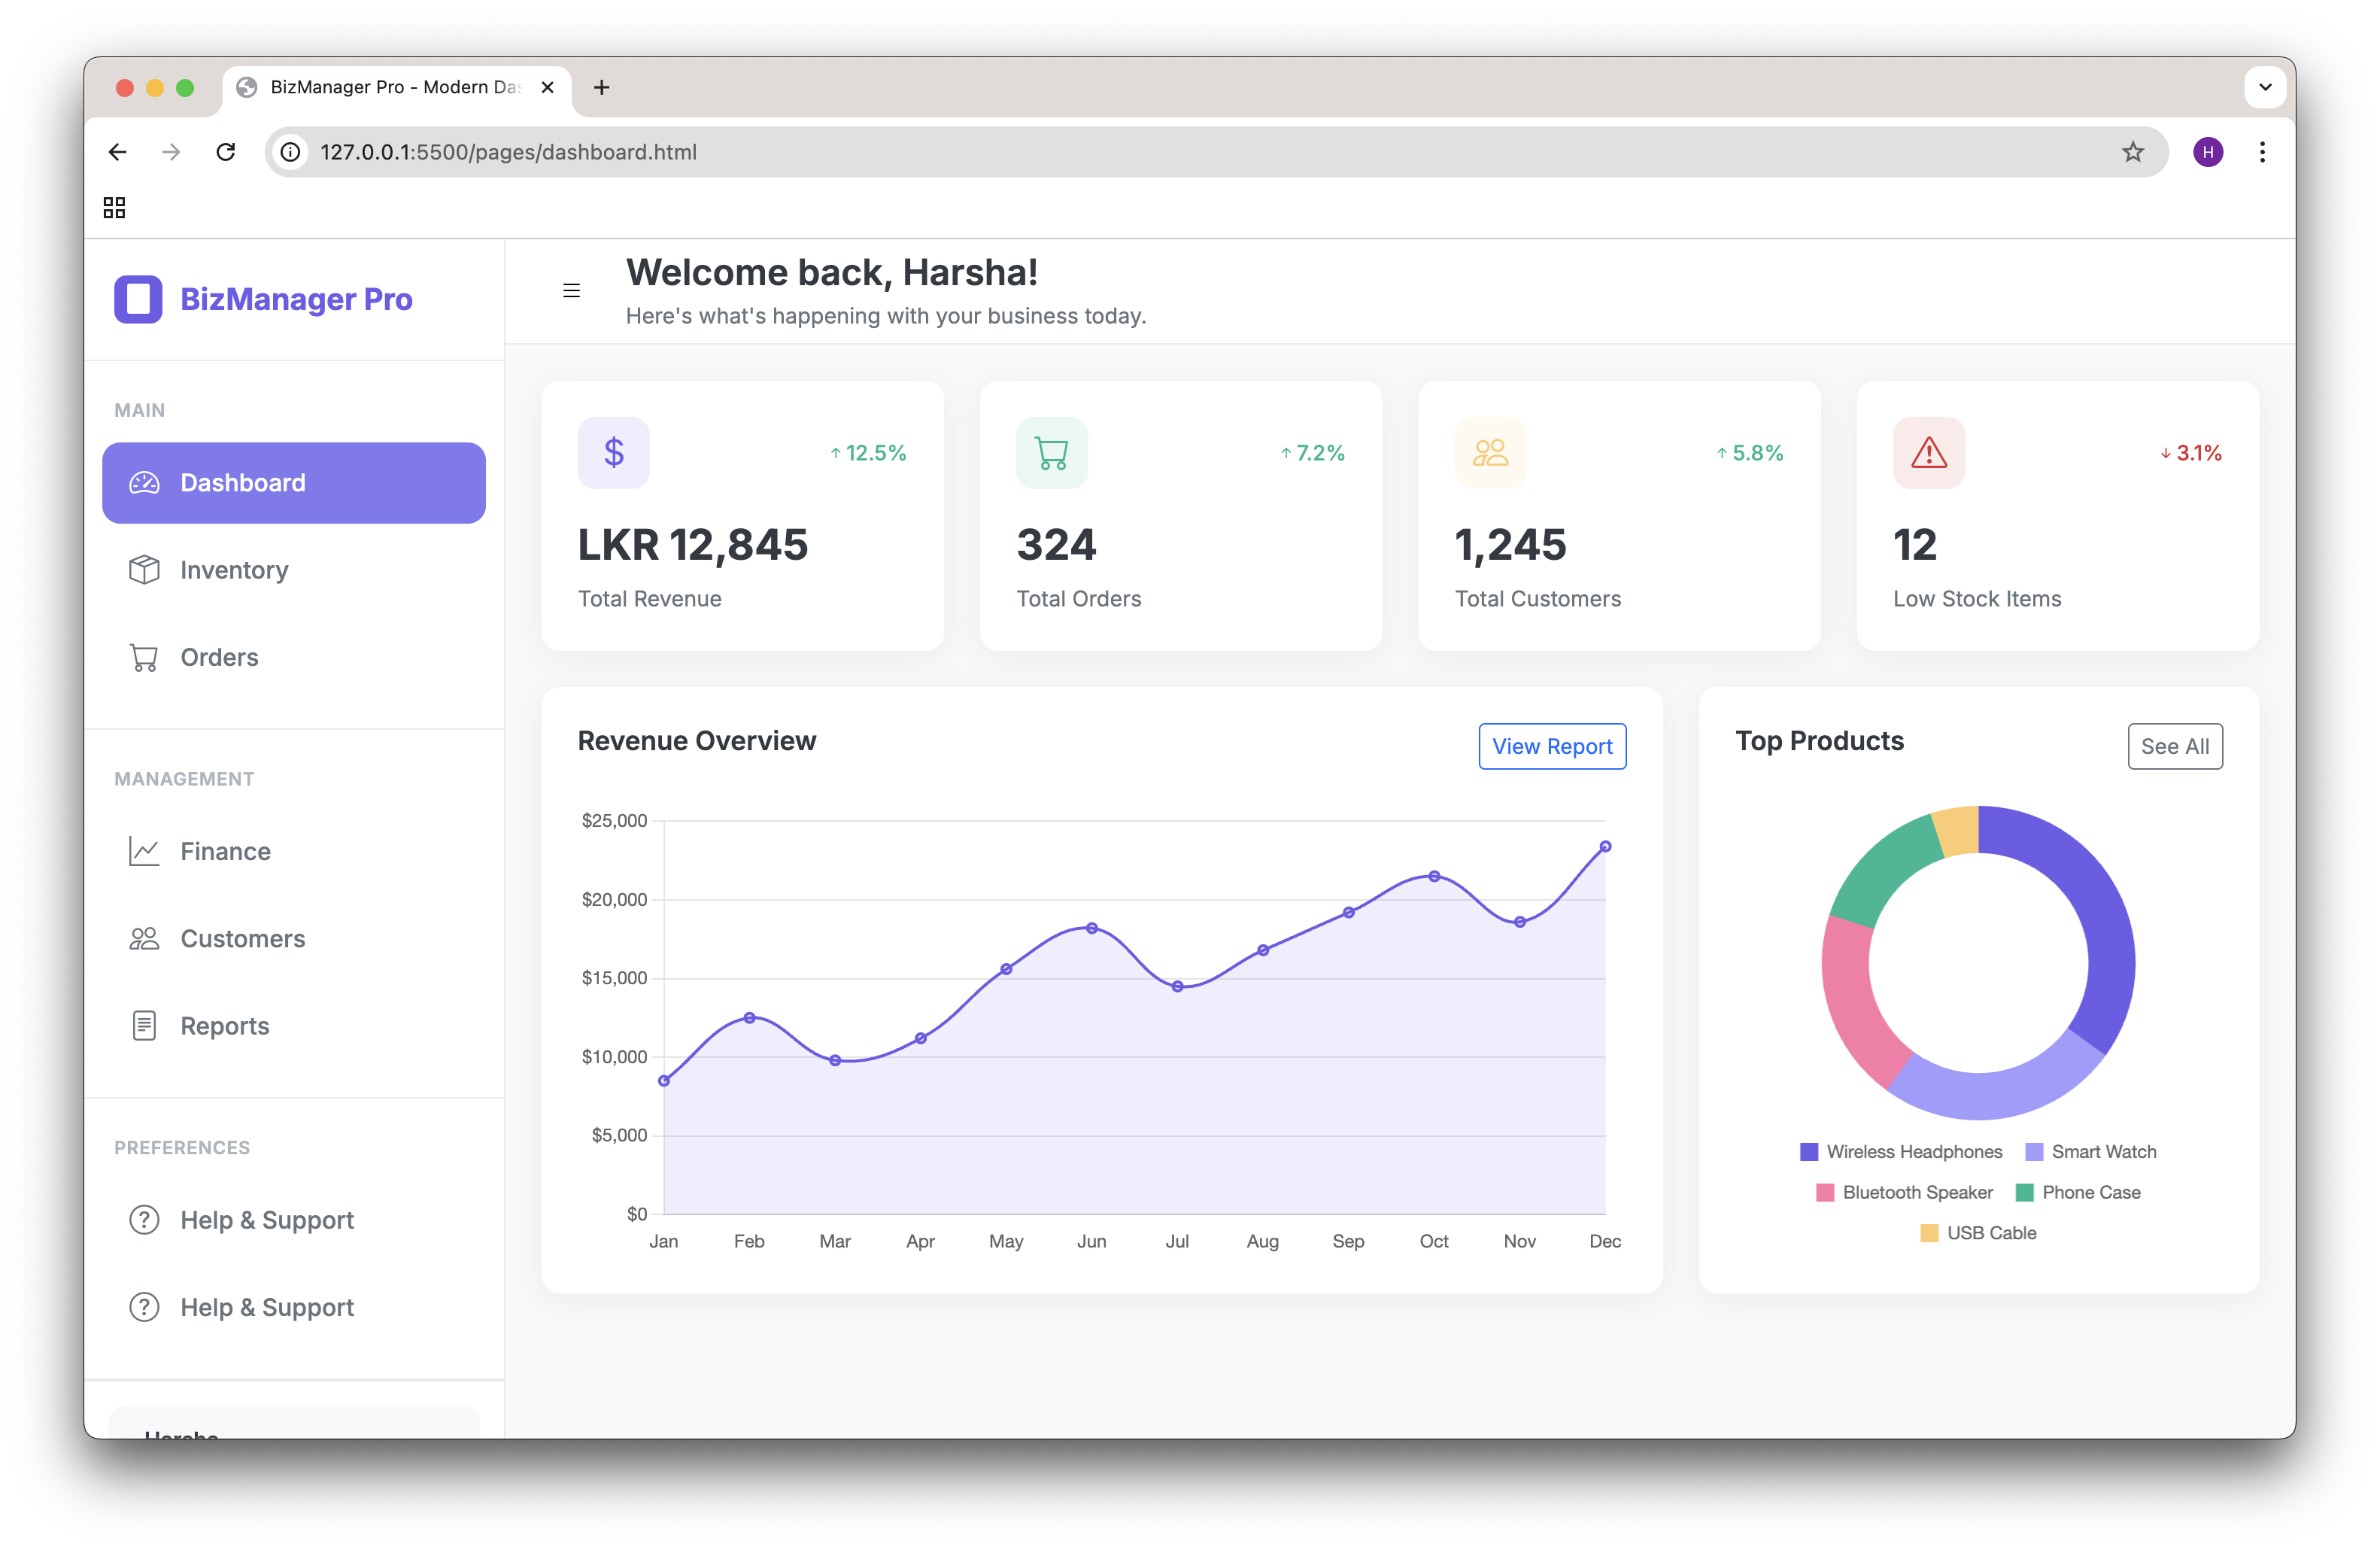 BizManager Pro - Modern Da
127.0.0.1:5500/pages/dashboard.html
H
BizManager Pro
MAIN
Dashboard
Inventory
Orders
MANAGEMENT
Finance
Customers
Reports
PREFERENCES
Help & Support
Help & Support
Harsha
Welcome back, Harsha!
Here's what's happening with your business today.
$
↑ 12.5%
LKR 12,845
Total Revenue
↑ 7.2%
324
Total Orders
↑ 5.8%
1,245
Total Customers
↓ 3.1%
12
Low Stock Items
Revenue Overview
View Report
$25,000
$20,000
$15,000
$10,000
$5,000
$0
Jan Feb Mar Apr May Jun Jul Aug Sep Oct Nov Dec
Top Products
See All
Wireless Headphones Smart Watch
Bluetooth Speaker Phone Case
USB Cable